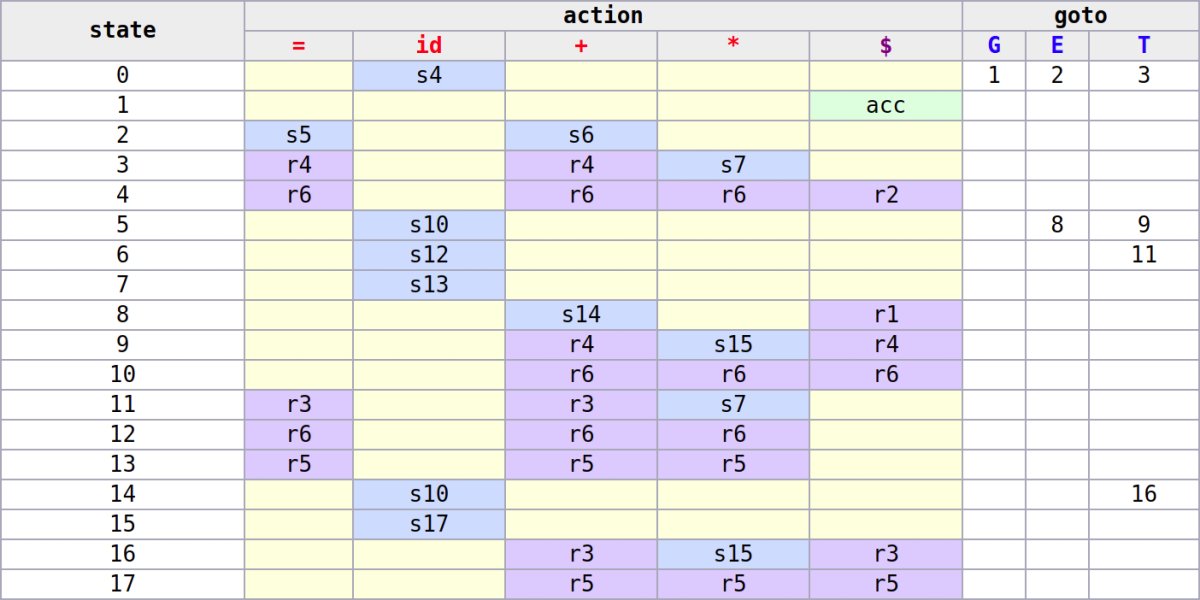 state action goto
= id + * $ G E T
0 s4 1 2 3
1 acc
2 s5 s6
3 r4 r4 s7
4 r6 r6 r6 r2
5 s10 8 9
6 s12 11
7 s13
8 s14 r1
9 r4 s15 r4
10 r6 r6 r6
11 r3 r3 s7
12 r6 r6 r6
13 r5 r5 r5
14 s10 16
15 s17
16 r3 s15 r3
17 r5 r5 r5